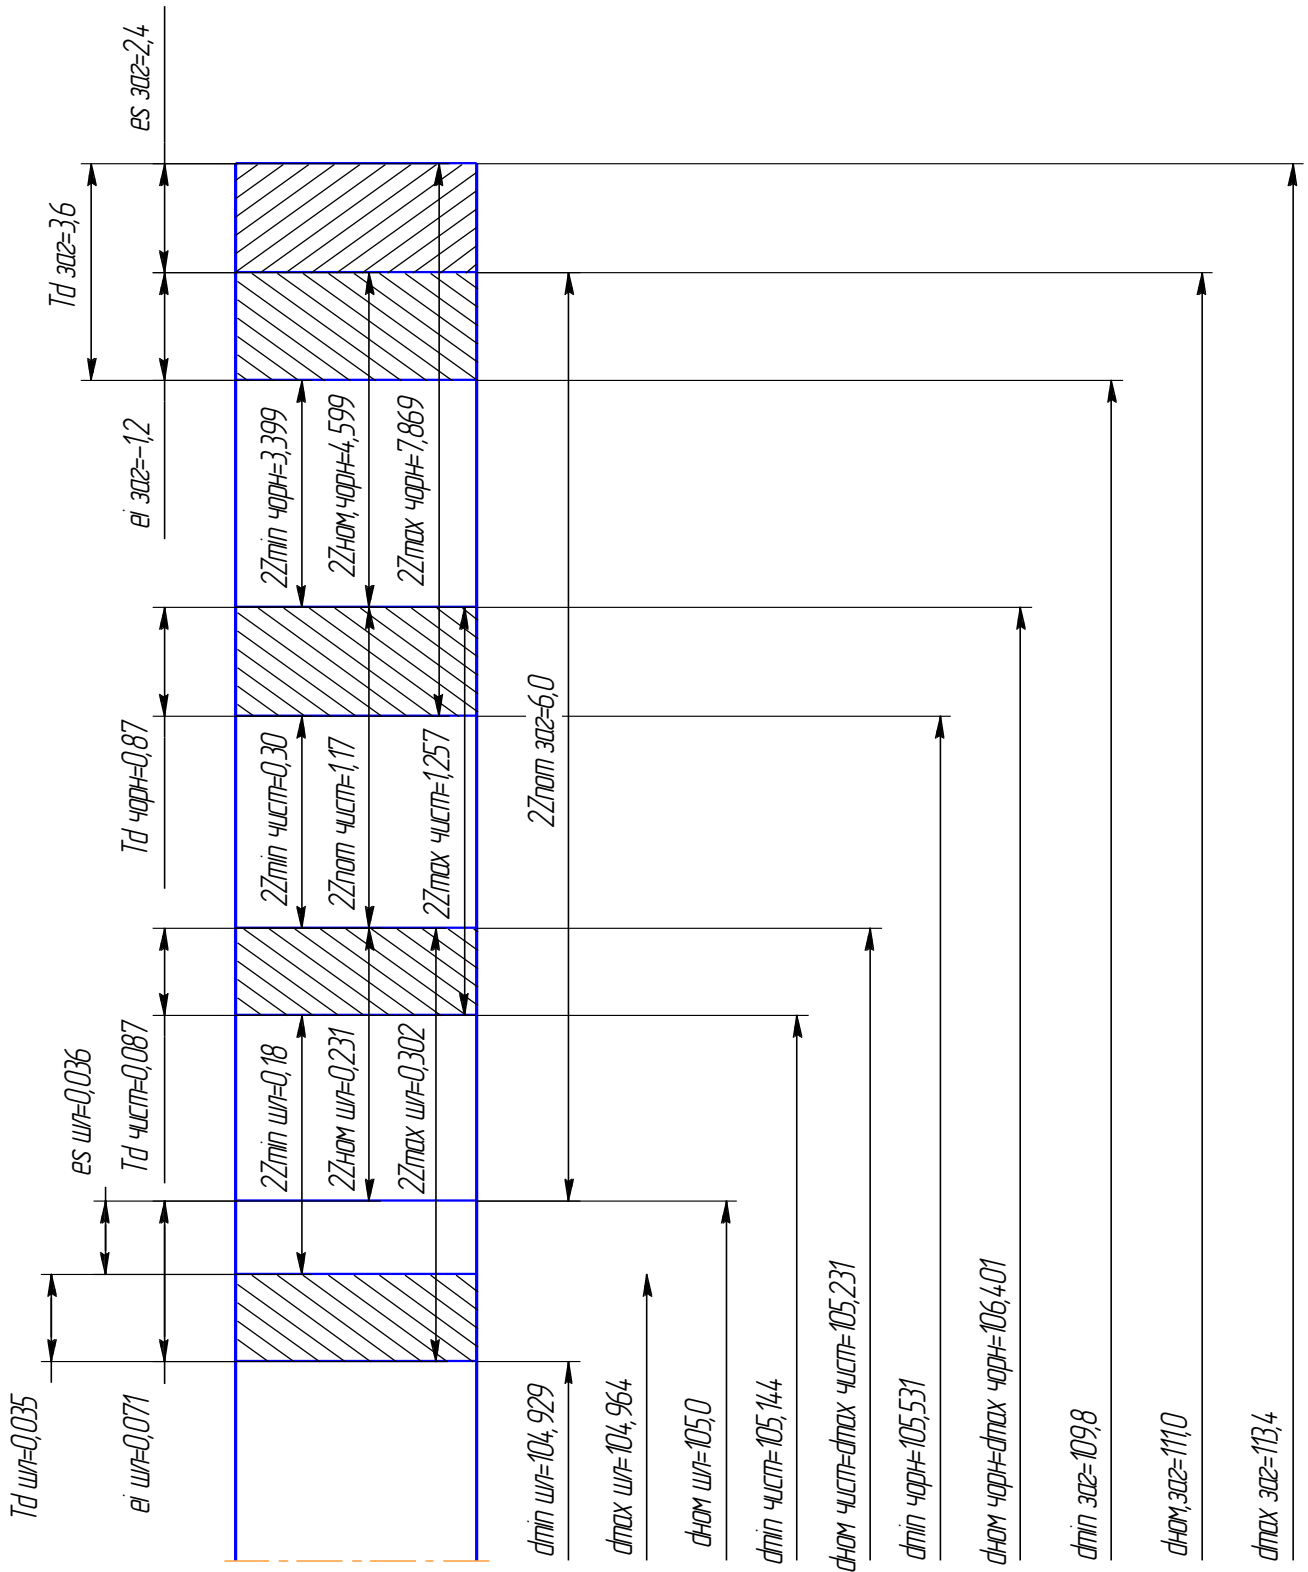 es заг=2,4
Td заг=3,6
ei заг=-1,2
2Zmin чорн=3,399
2Zном,чорн=4,599
2Zmax чорн=7,869
Td чорн=0,87
2Zmin чист=0,30
2Znom чист=1,17
2Zmax чист=1,257
2Znom заг=6,0
es шл=0,036
Td чист=0,087
2Zmin шл=0,18
2Zном шл=0,231
2Zmax шл=0,302
Td шл=0,035
ei шл=0,071
dmin шл=104,929
dmax шл=104,964
dном шл=105,0
dmin чист=105,144
dном чист=dmax чист=105,231
dmin чорн=105,531
dном чорн=dmax чорн=106,401
dmin заг=109,8
dном,заг=111,0
dmax заг=113,4